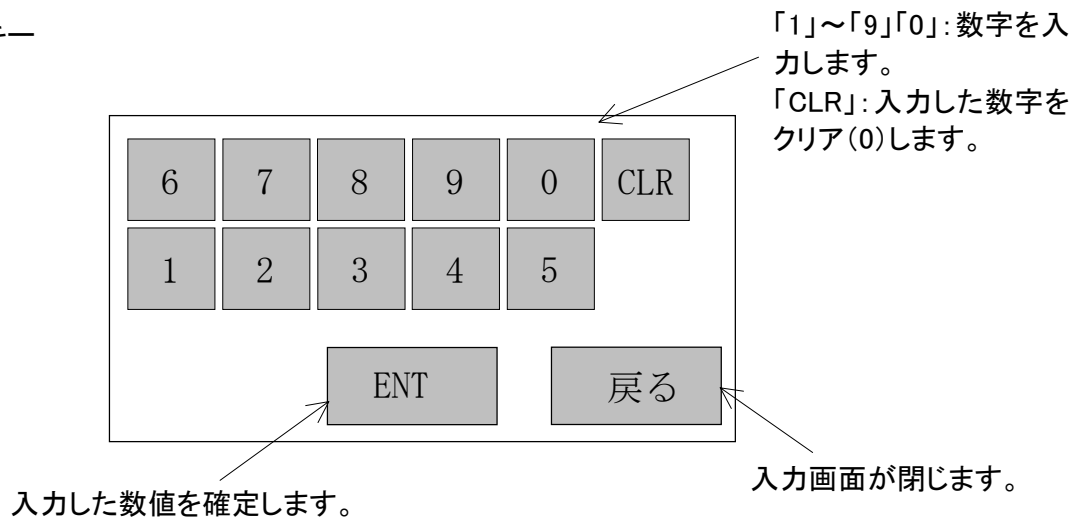 キー
「1」～「9」「0」：数字を入
力します。
「CLR」：入力した数字を
クリア（0）します。
6 7 8 9 0 CLR
1 2 3 4 5
ENT 戻る
入力画面が閉じます。
入力した数値を確定します。